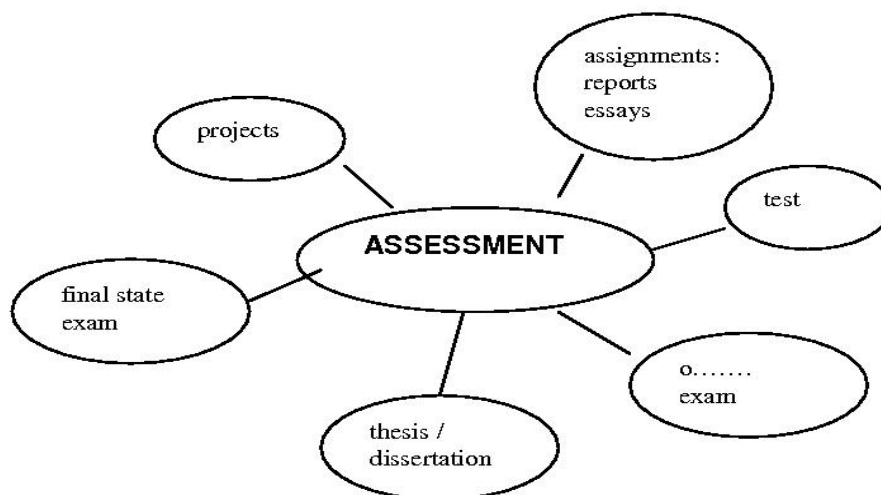 assignments:
reports
essays
projects
test
ASSESSMENT
final state
exam
o.......
exam
thesis /
dissertation